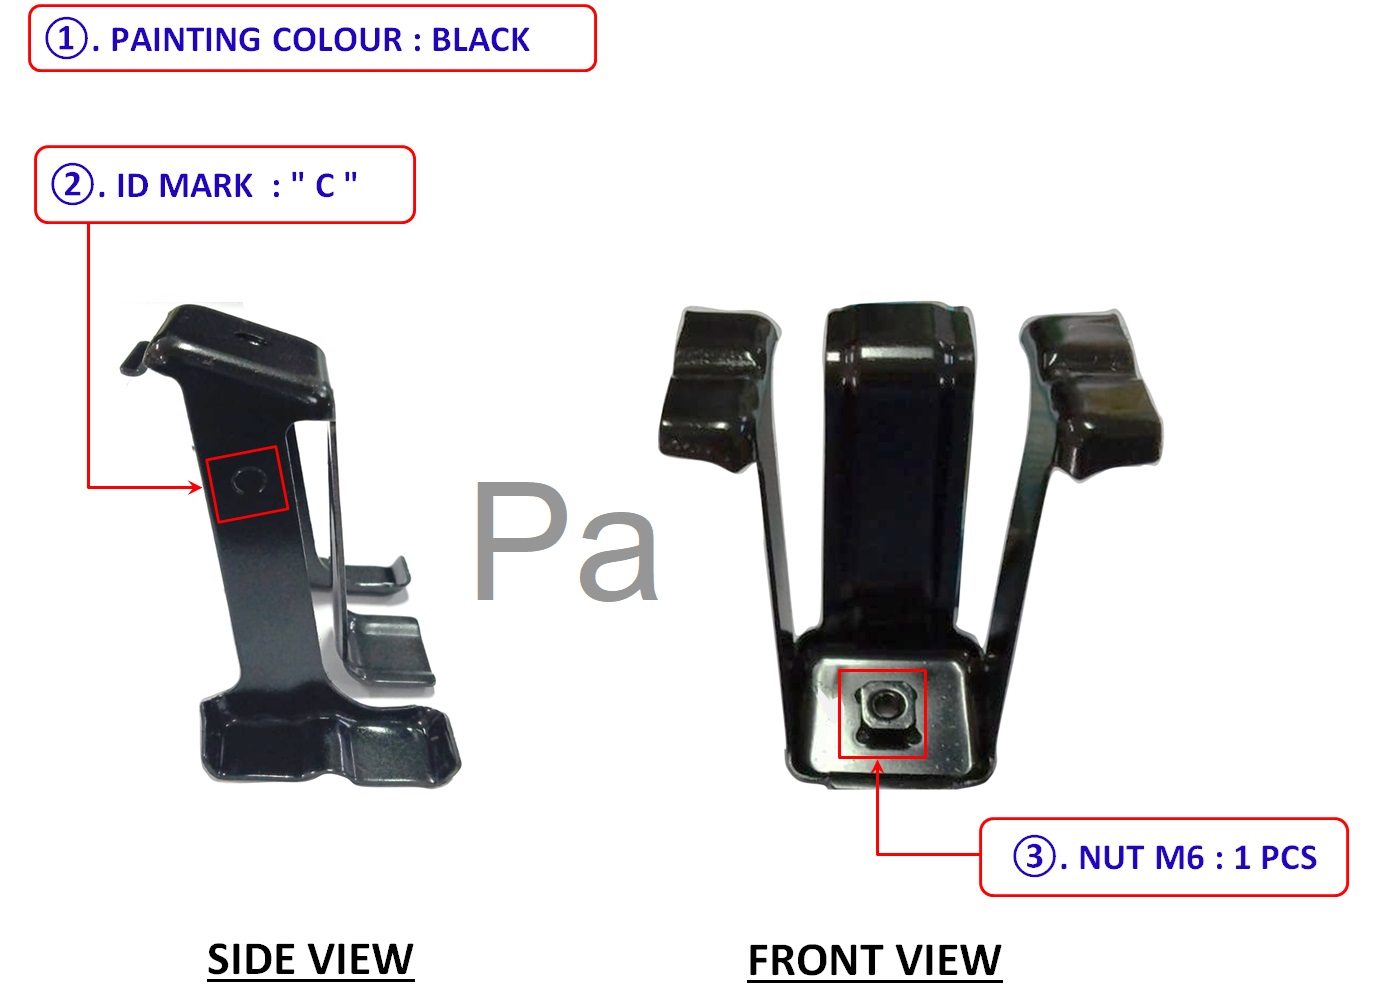 ①. PAINTING COLOUR : BLACK
②. ID MARK : " C "
C
Pa
③. NUT M6 : 1 PCS
SIDE VIEW
FRONT VIEW